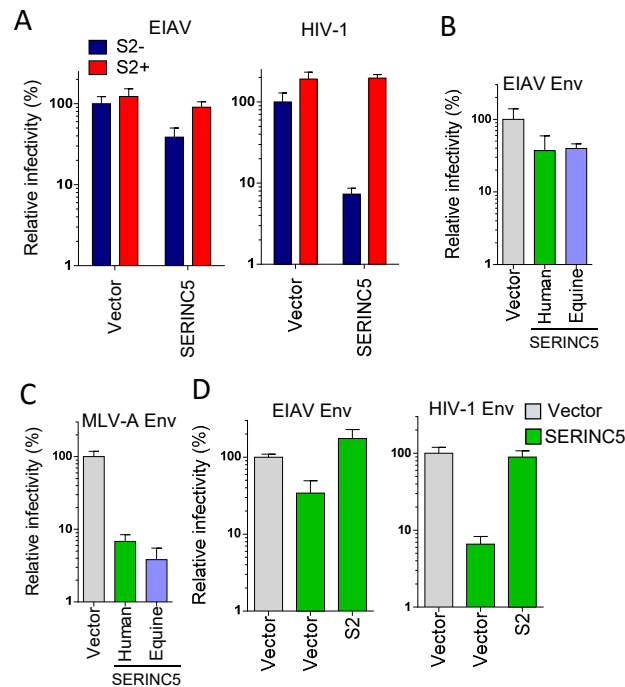 A
EIAV
HIV-1
S2-
S2+
Relative infectivity (%)
100
10
1
Vector
SERINC5
Relative infectivity (%)
100
10
1
Vector
SERINC5
B
EIAV Env
Relative infectivity (%)
100
10
1
Vector
Human
Equine
SERINC5
C
MLV-A Env
Relative infectivity (%)
100
10
1
Vector
Human
Equine
SERINC5
D
EIAV Env
Relative infectivity (%)
100
10
1
Vector
Vector
S2
HIV-1 Env
Relative infectivity (%)
100
10
1
Vector
Vector
S2
Vector
SERINC5